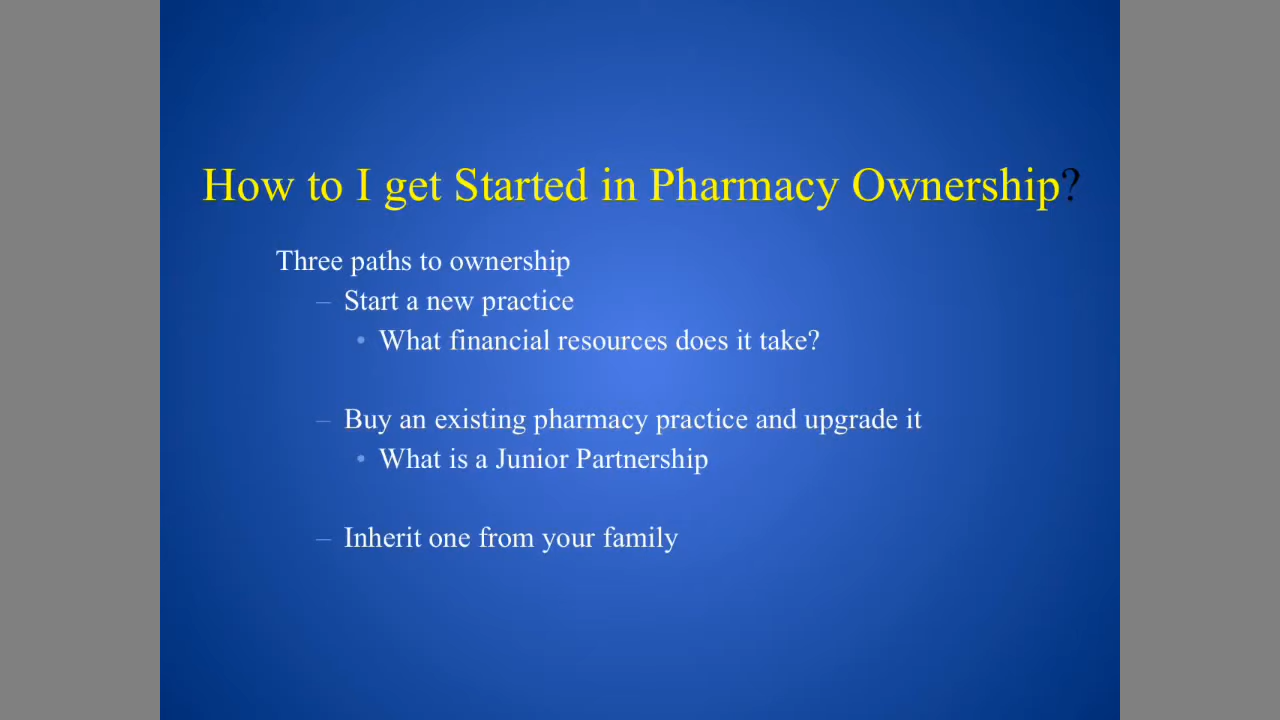 How to I get Started in Pharmacy Ownership?
Three paths to ownership
– Start a new practice
• What financial resources does it take?
– Buy an existing pharmacy practice and upgrade it
• What is a Junior Partnership
– Inherit one from your family